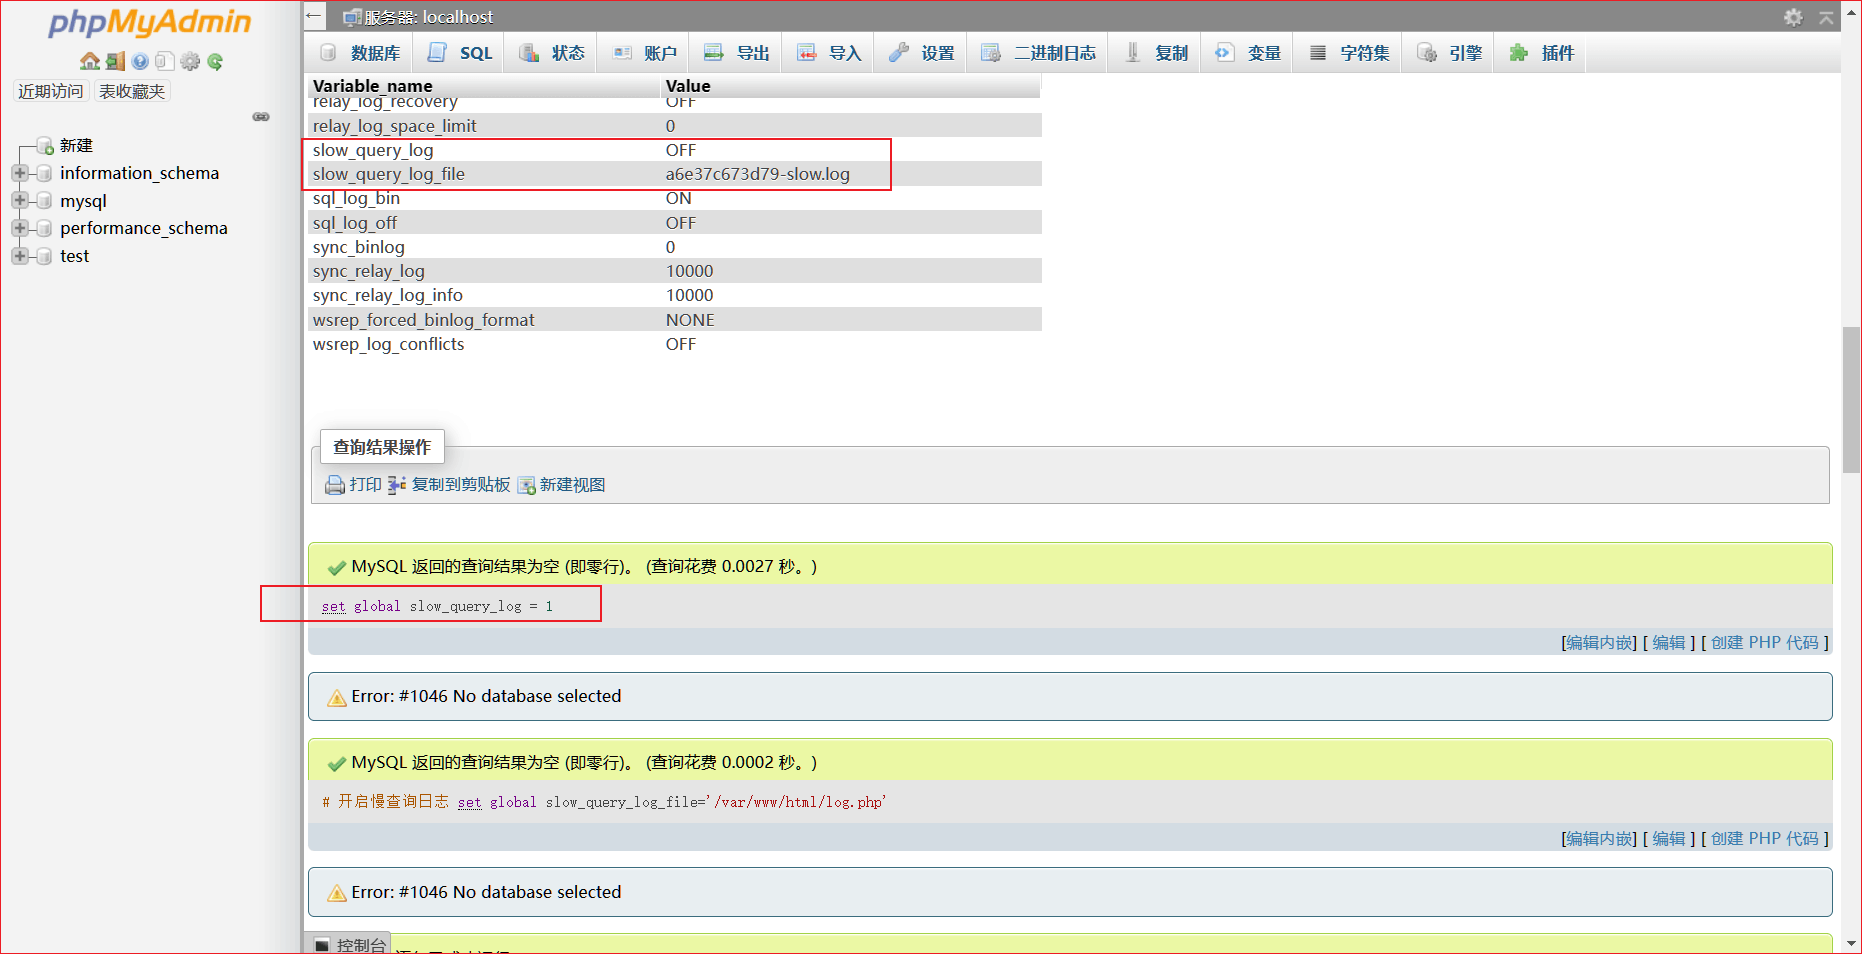 phpMyAdmin
近期访问 表收藏夹
新建
information_schema
mysql
performance_schema
test
服务器: localhost
数据库 SQL 状态 账户 导出 导入 设置 二进制日志 复制 变量 字符集 引擎 插件
Variable_name Value
relay_log_recovery OFF
relay_log_space_limit 0
slow_query_log OFF
slow_query_log_file a6e37c673d79-slow.log
sql_log_bin ON
sql_log_off OFF
sync_binlog 0
sync_relay_log 10000
sync_relay_log_info 10000
wsrep_forced_binlog_format NONE
wsrep_log_conflicts OFF
查询结果操作
打印 复制到剪贴板 新建视图
MySQL 返回的查询结果为空 (即零行)。 (查询花费 0.0027 秒。)
set global slow_query_log = 1
[编辑内嵌] [ 编辑 ] [ 创建 PHP 代码 ]
Error: #1046 No database selected
MySQL 返回的查询结果为空 (即零行)。 (查询花费 0.0002 秒。)
# 开启慢查询日志 set global slow_query_log_file='/var/www/html/log.php'
[编辑内嵌] [ 编辑 ] [ 创建 PHP 代码 ]
Error: #1046 No database selected
控制台